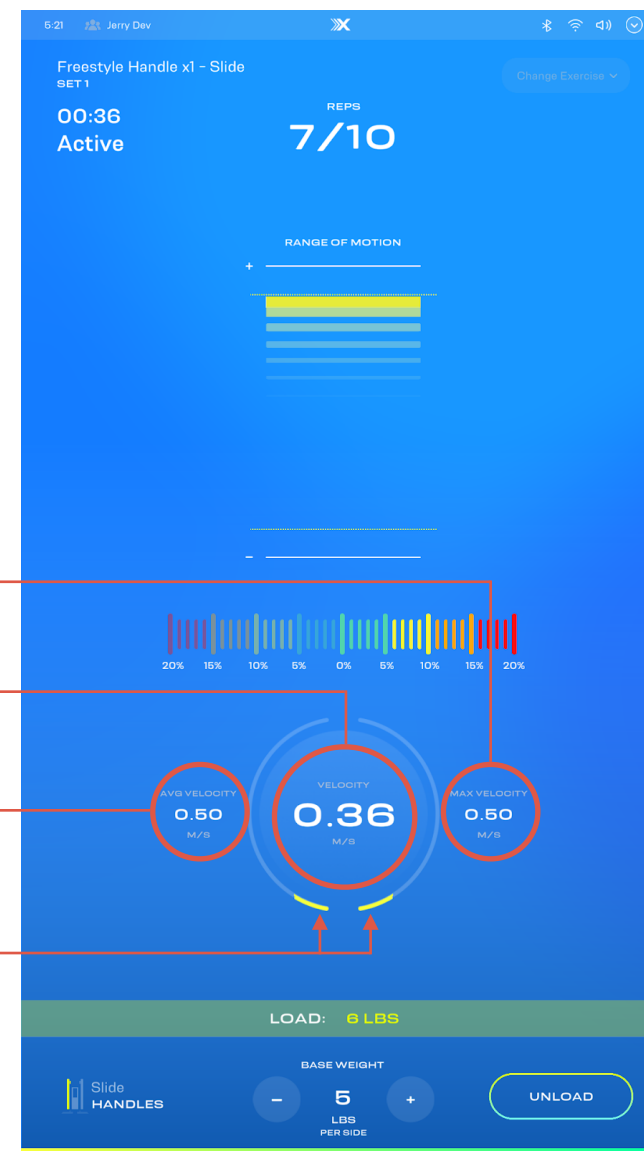 5:21 Jerry Dev
Freestyle Handle x1 - Slide
SET 1
Change Exercise
00:36
Active
REPS
7/10
RANGE OF MOTION
+
–
20% 15% 10% 5% 0% 5% 10% 15% 20%
AVG VELOCITY
0.50
M/S
VELOCITY
0.36
M/S
MAX VELOCITY
0.50
M/S
LOAD: 6 LBS
Slide
HANDLES
BASE WEIGHT
– 5 +
LBS
PER SIDE
UNLOAD